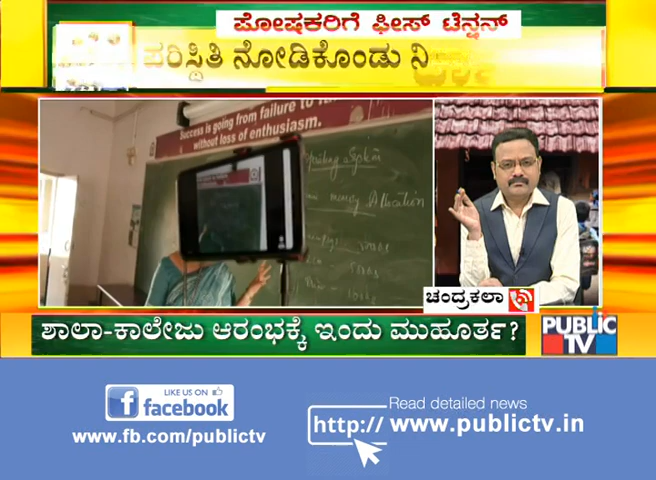 ಪೋಷಕರಿಗೆ ಫೀಸ್ ಟೆನ್ಷನ್
ಪರಿಸ್ಥಿತಿ ನೋಡಿಕೊಂಡು
Success is going from failure to
without loss of enthusiasm.
ಚಂದ್ರಕಲಾ
ಶಾಲಾ-ಕಾಲೇಜು ಆರಂಭಕ್ಕೆ ಇಂದು ಮುಹೂರ್ತ?
PUBLiC
TV
LIKE US ON
facebook
www.fb.com/publictv
Read detailed news
http:// www.publictv.in